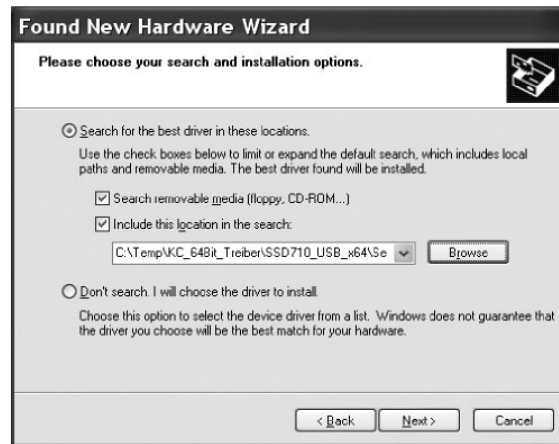 Found New Hardware Wizard
Please choose your search and installation options.
Search for the best driver in these locations.
Use the check boxes below to limit or expand the default search, which includes local
paths and removable media. The best driver found will be installed.
Search removable media (floppy, CD-ROM...)
Include this location in the search:
C:\Temp\KC_64Bit_Treiber\SSD710_USB_x64\Se
Browse
Don't search. I will choose the driver to install.
Choose this option to select the device driver from a list. Windows does not guarantee that
the driver you choose will be the best match for your hardware.
< Back Next > Cancel